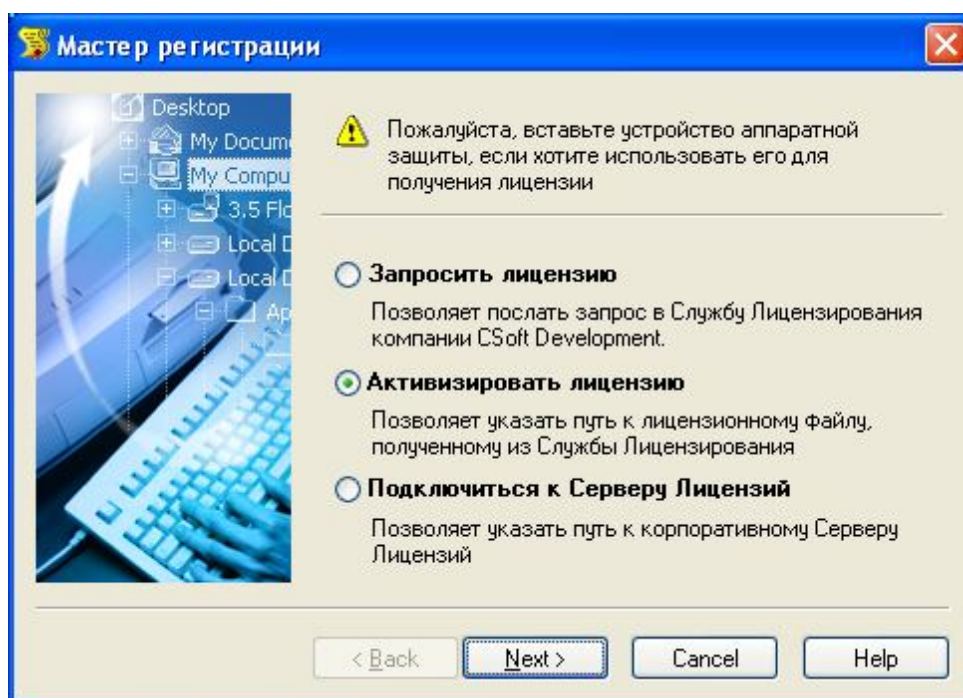 Мастер регистрации
Desktop
My Docum
My Compu
3.5 Flo
Local D
Local D
Ap
Пожалуйста, вставьте устройство аппаратной
защиты, если хотите использовать его для
получения лицензии
Запросить лицензию
Позволяет послать запрос в Службу Лицензирования
компании CSoft Development.
Активизировать лицензию
Позволяет указать путь к лицензионному файлу,
полученному из Службы Лицензирования
Подключиться к Серверу Лицензий
Позволяет указать путь к корпоративному Серверу
Лицензий
< Back Next > Cancel Help